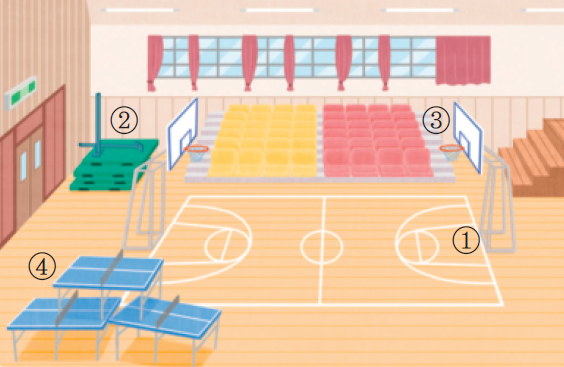 ②
③
①
④